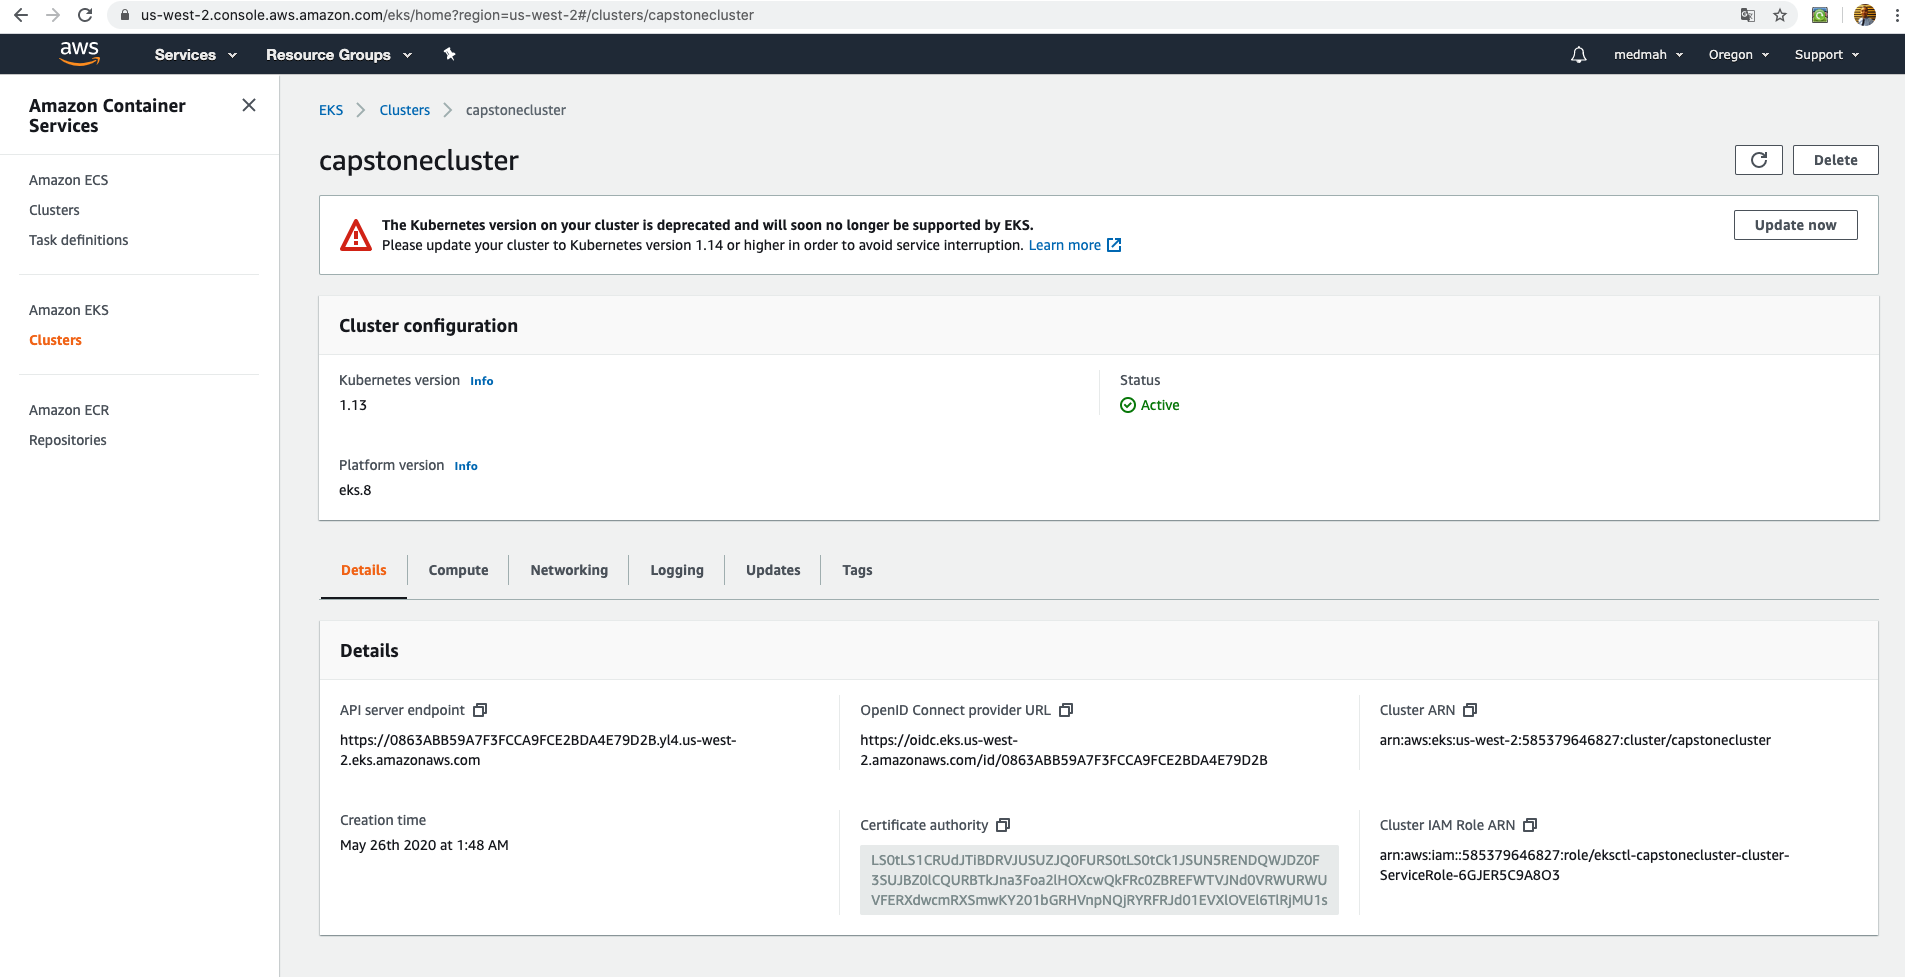 us-west-2.console.aws.amazon.com/eks/home?region=us-west-2#/clusters/capstonecluster
aws
Services
Resource Groups
medmah
Oregon
Support
Amazon Container
Services
Amazon ECS
Clusters
Task definitions
Amazon EKS
Clusters
Amazon ECR
Repositories
EKS
Clusters
capstonecluster
capstonecluster
Delete
The Kubernetes version on your cluster is deprecated and will soon no longer be supported by EKS.
Please update your cluster to Kubernetes version 1.14 or higher in order to avoid service interruption. Learn more
Update now
Cluster configuration
Kubernetes version Info
1.13
Status
Active
Platform version Info
eks.8
Details
Compute
Networking
Logging
Updates
Tags
Details
API server endpoint
https://0863ABB59A7F3FCCA9FCE2BDA4E79D2B.yl4.us-west-
2.eks.amazonaws.com
OpenID Connect provider URL
https://oidc.eks.us-west-
2.amazonaws.com/id/0863ABB59A7F3FCCA9FCE2BDA4E79D2B
Cluster ARN
arn:aws:eks:us-west-2:585379646827:cluster/capstonecluster
Creation time
May 26th 2020 at 1:48 AM
Certificate authority
LS0tLS1CRUdJTiBDRVJUSUZJQ0FURS0tLS0tCk1JSUN5RENDQWJDZ0F
3SUJBZ0lCQURBTkJna3Foa2lHOXcwQkFRc0ZBREFWTVJNd0VRWURWU
VFERXdwcmRXSmwKY201bGRHVnpNQjRYRFRJd01EVXlOVEl6TlRjMU1s
Cluster IAM Role ARN
arn:aws:iam::585379646827:role/eksctl-capstonecluster-cluster-
ServiceRole-6GJER5C9A8O3